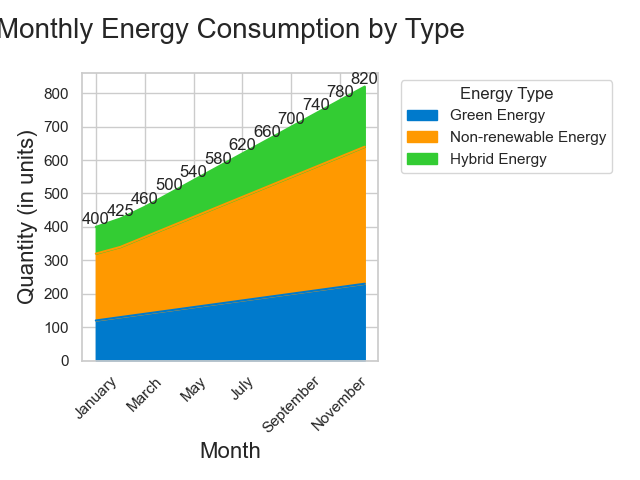 Monthly Energy Consumption by Type
Energy Type
Green Energy
Non-renewable Energy
Hybrid Energy
Quantity (in units)
800
700
600
500
400
300
200
100
0
400
425
460
500
540
580
620
660
700
740
780
820
January
March
May
July
September
November
Month